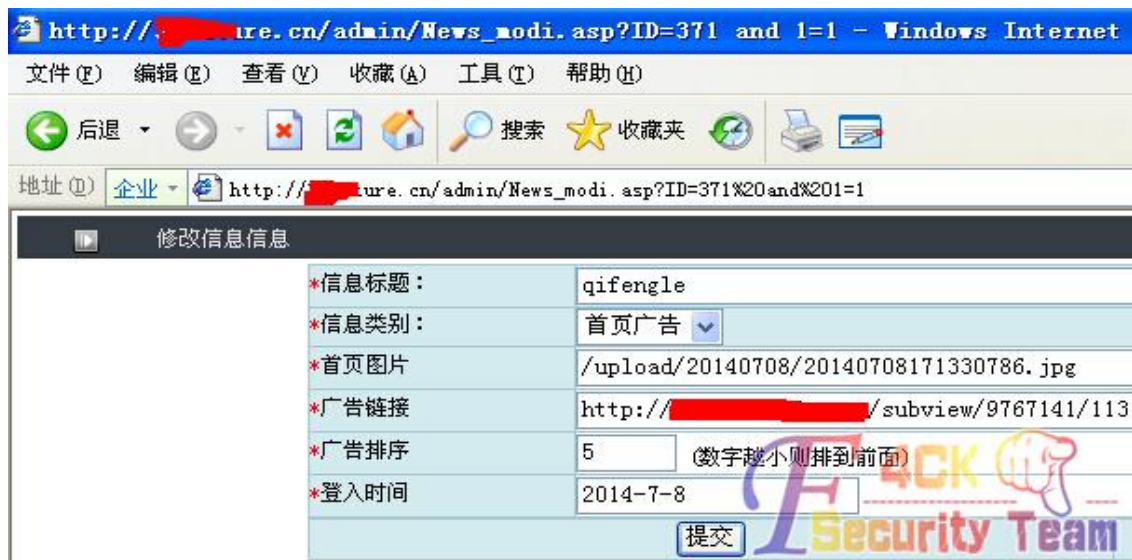 http:// ure.cn/admin/News_modi.asp?ID=371 and 1=1 - Windows Internet
文件(F) 编辑(E) 查看(V) 收藏(A) 工具(T) 帮助(H)
后退 搜索 收藏夹
地址(D) 企业 http:// ure.cn/admin/News_modi.asp?ID=371%20and%201=1
修改信息信息
*信息标题： qifengle
*信息类别： 首页广告
*首页图片 /upload/20140708/20140708171330786.jpg
*广告链接 http:// /subview/9767141/113
*广告排序 5 (数字越小则排到前面)
*登入时间 2014-7-8
提交
F4CK
Security Team